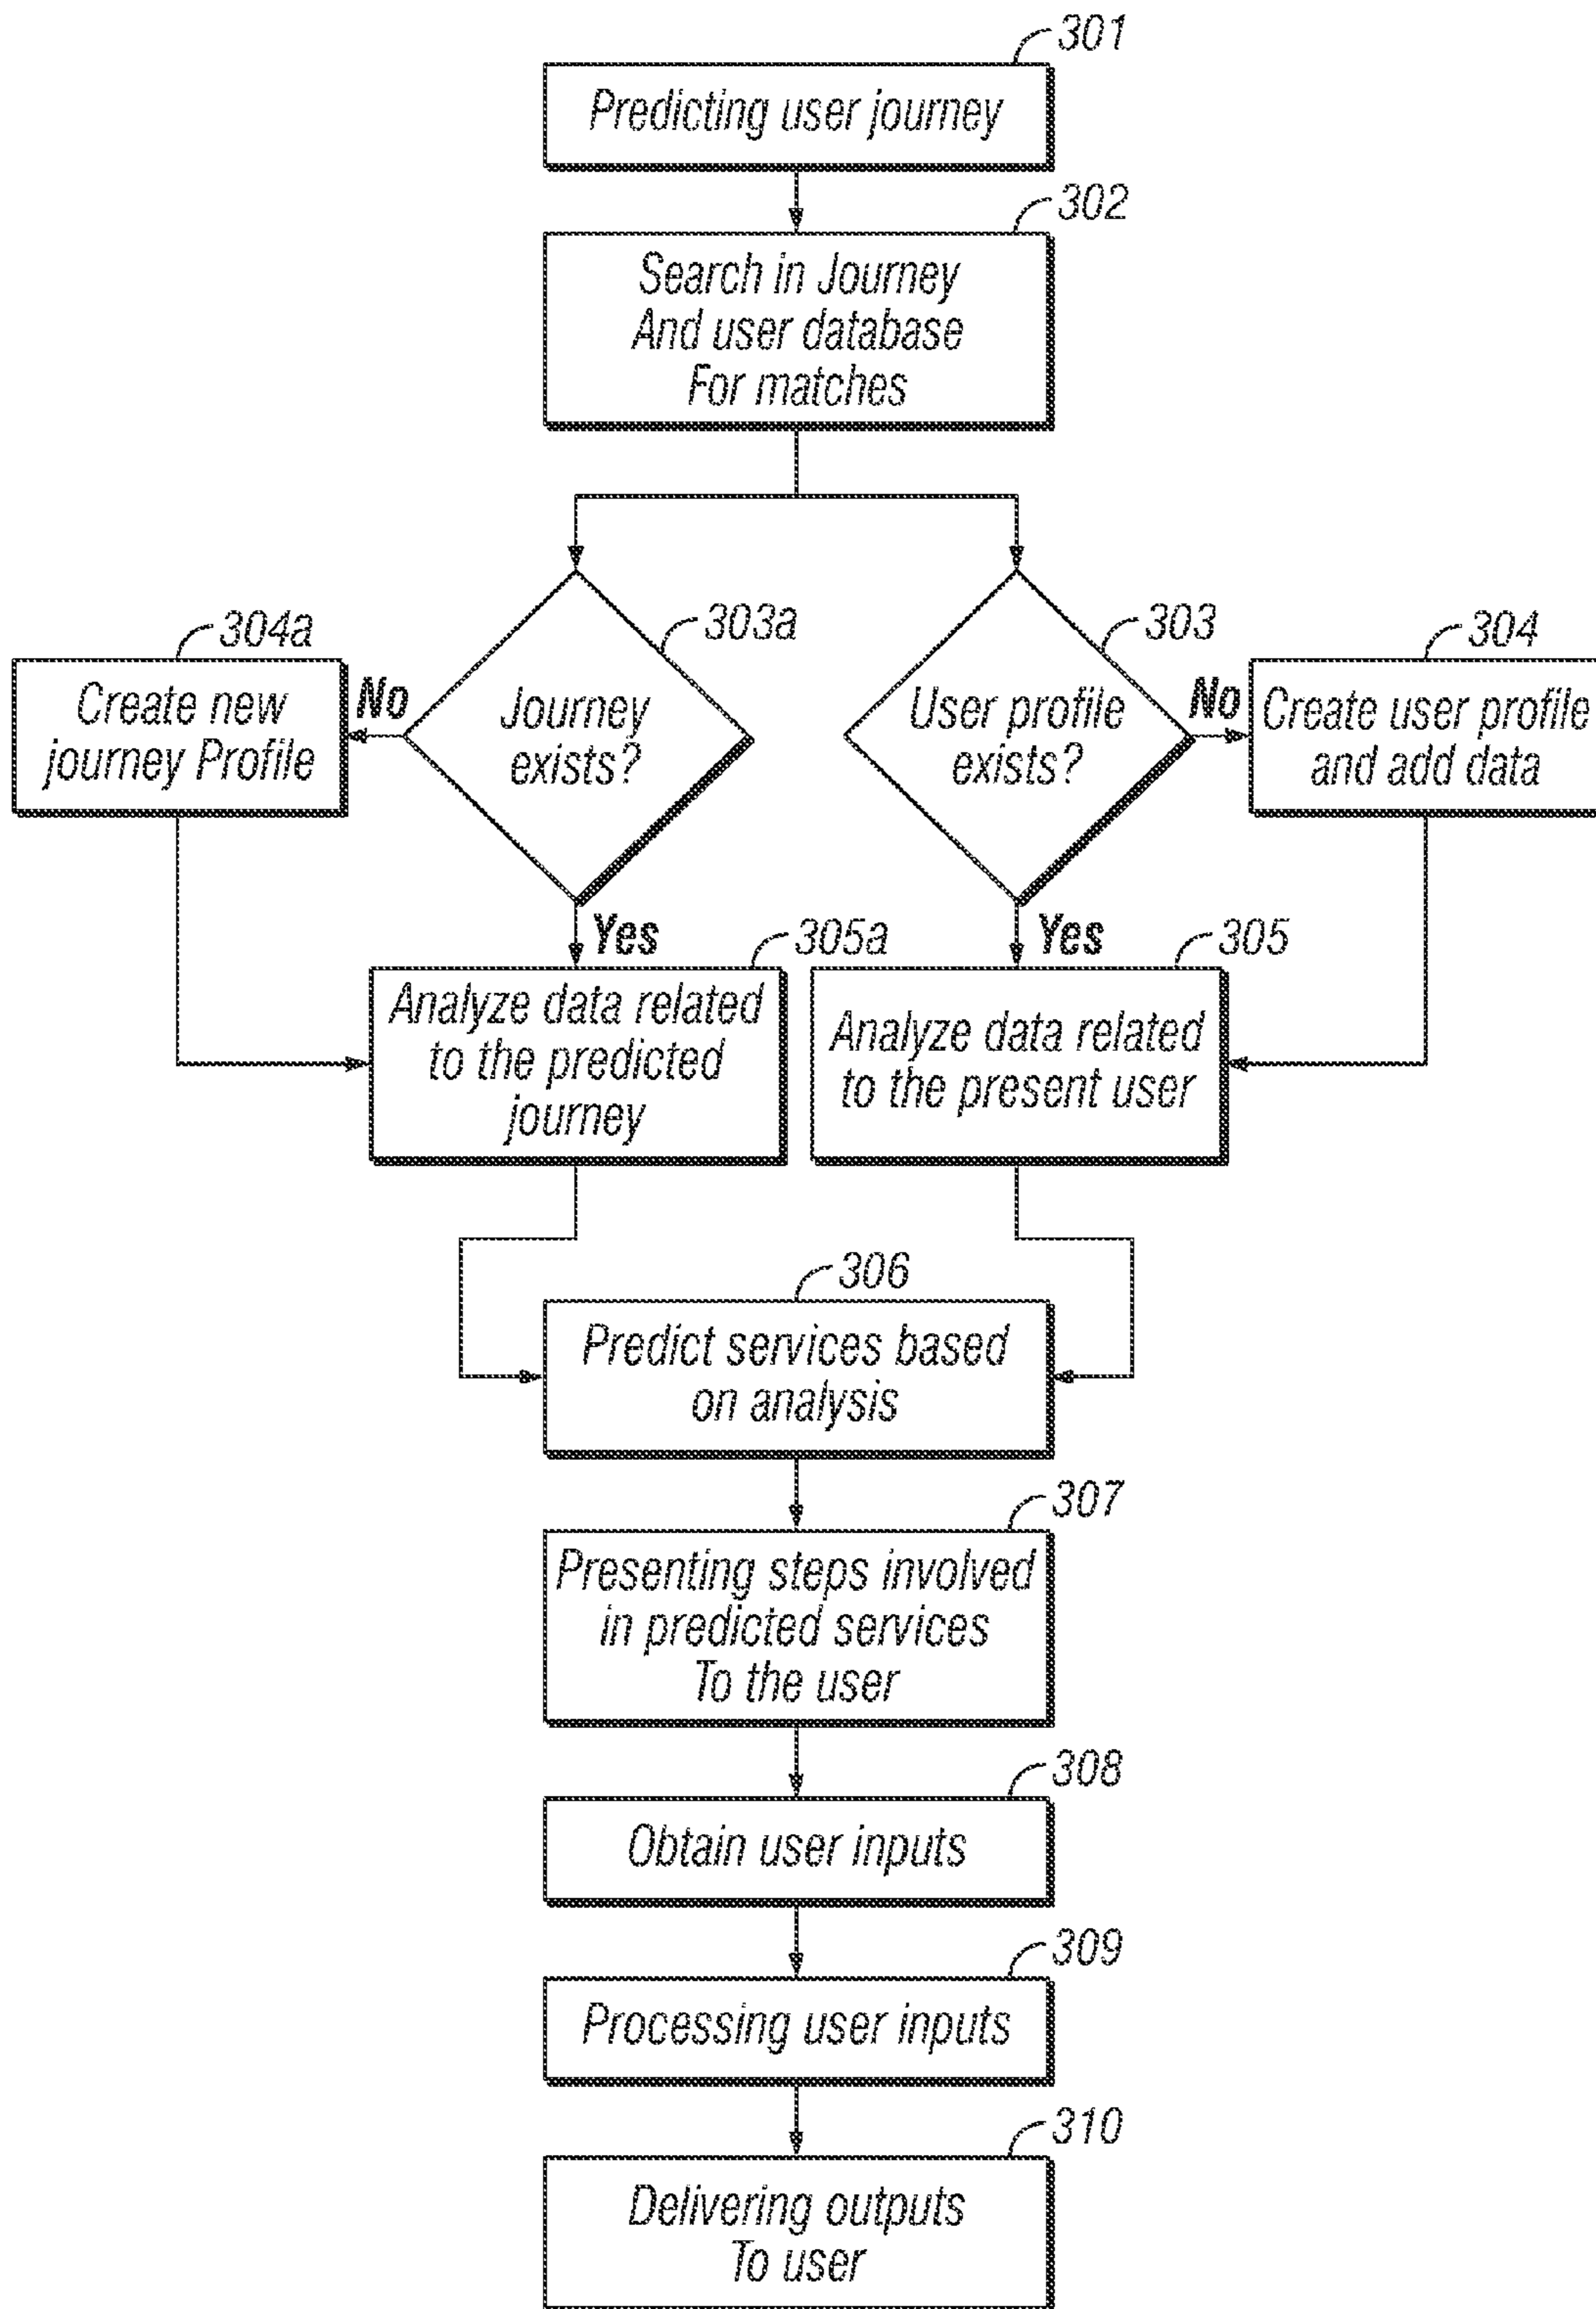 301
Predicting user journey
302
Search in Journey
And user database
For matches
304a
Create new
journey Profile
No
303a
Journey
exists?
Yes
303
User profile
exists?
No
Yes
304
Create user profile
and add data
305a
Analyze data related
to the predicted
journey
305
Analyze data related
to the present user
306
Predict services based
on analysis
307
Presenting steps involved
in predicted services
To the user
308
Obtain user inputs
309
Processing user inputs
310
Delivering outputs
To user